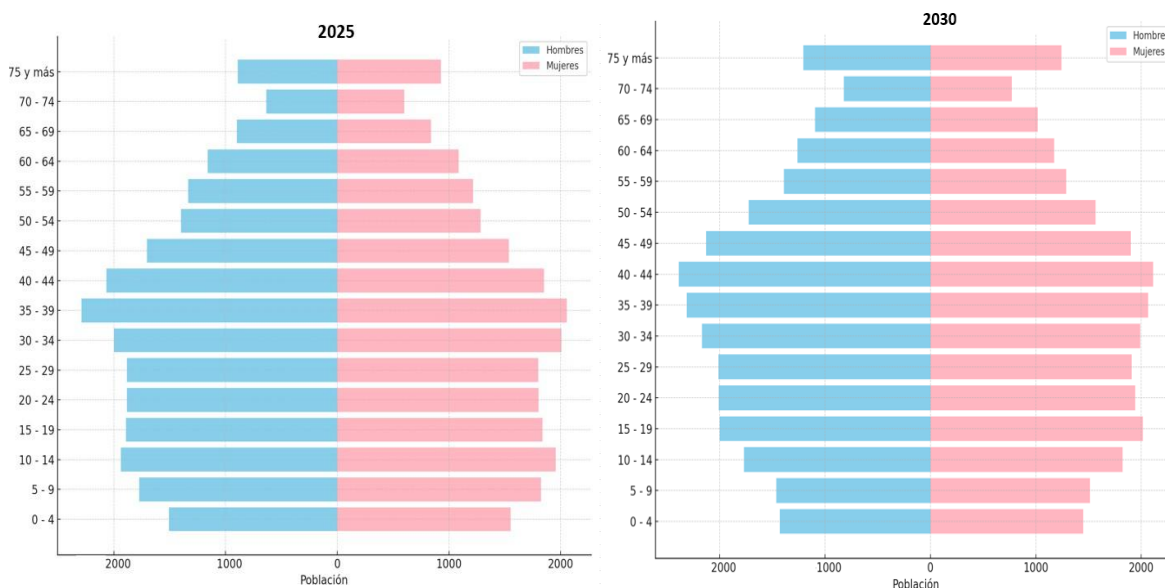 2025
Hombres
Mujeres
75 y más
70 - 74
65 - 69
60 - 64
55 - 59
50 - 54
45 - 49
40 - 44
35 - 39
30 - 34
25 - 29
20 - 24
15 - 19
10 - 14
5 - 9
0 - 4
2000 1000 0 1000 2000
Población
2030
Hombres
Mujeres
75 y más
70 - 74
65 - 69
60 - 64
55 - 59
50 - 54
45 - 49
40 - 44
35 - 39
30 - 34
25 - 29
20 - 24
15 - 19
10 - 14
5 - 9
0 - 4
2000 1000 0 1000 2000
Población